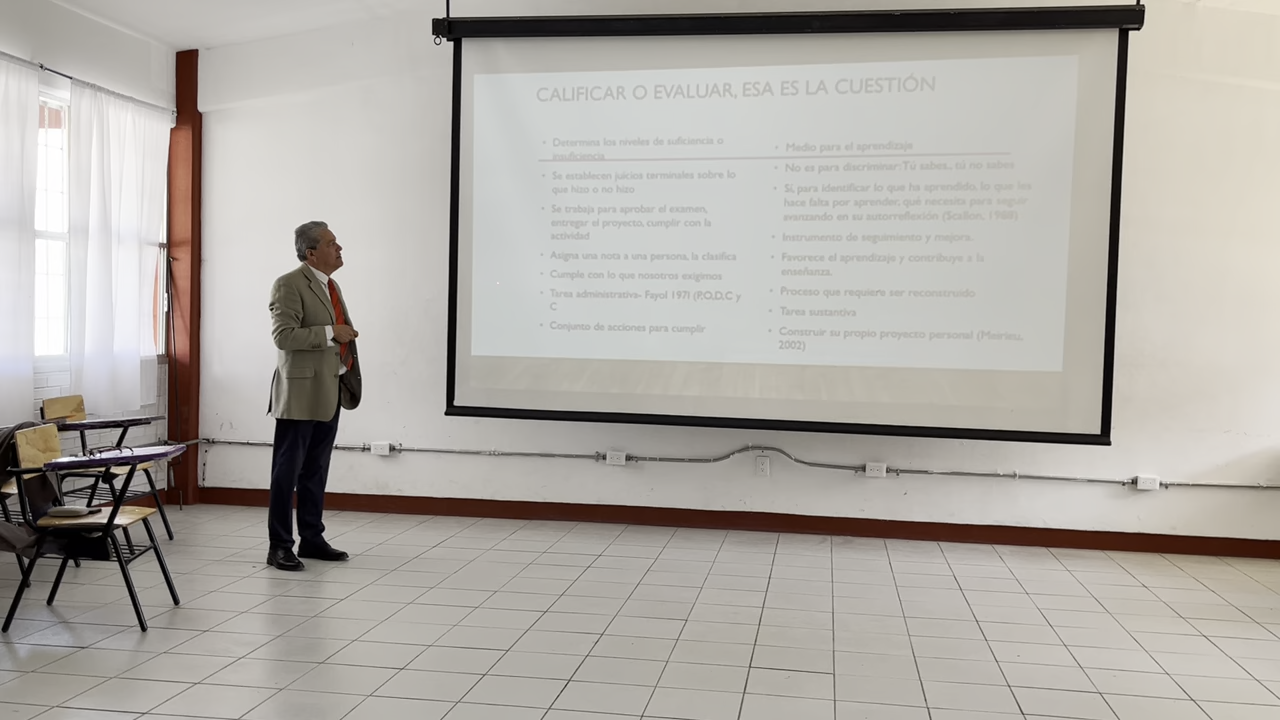 CALIFICAR O EVALUAR, ESA ES LA CUESTIÓN
• Determina los niveles de suficiencia o
insuficiencia
• Se establecen juicios terminales sobre lo
que hizo o no hizo
• Se trabaja para aprobar el examen,
entregar el proyecto, cumplir con la
actividad
• Asigna una nota a una persona, la clasifica
• Cumple con lo que nosotros exigimos
• Tarea administrativa- Fayol 1971 (P,O,D,C y
C
• Conjunto de acciones para cumplir
• Medio para el aprendizaje
• No es para discriminar: Tú sabes.. tú no sabes
• Sí, para identificar lo que ha aprendido, lo que les
hace falta por aprender, qué necesita para seguir
avanzando en su autorreflexión (Scallon, 1988)
• Instrumento de seguimiento y mejora.
• Favorece el aprendizaje y contribuye a la
enseñanza.
• Proceso que requiere ser reconstruido
• Tarea sustantiva
• Construir su propio proyecto personal (Meirieu,
2002)